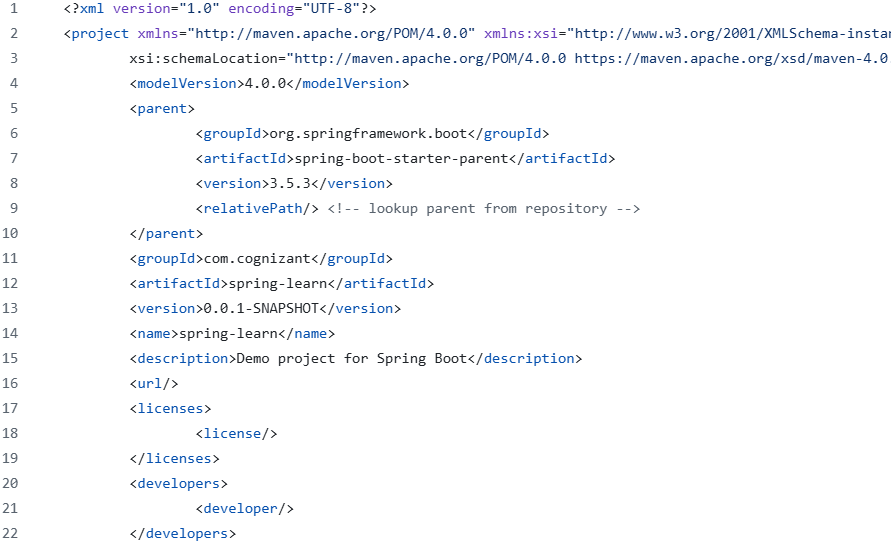 1 <?xml version="1.0" encoding="UTF-8"?>
2 <project xmlns="http://maven.apache.org/POM/4.0.0" xmlns:xsi="http://www.w3.org/2001/XMLSchema-instan
3 xsi:schemaLocation="http://maven.apache.org/POM/4.0.0 https://maven.apache.org/xsd/maven-4.0
4 <modelVersion>4.0.0</modelVersion>
5 <parent>
6 <groupId>org.springframework.boot</groupId>
7 <artifactId>spring-boot-starter-parent</artifactId>
8 <version>3.5.3</version>
9 <relativePath/> <!-- lookup parent from repository -->
10 </parent>
11 <groupId>com.cognizant</groupId>
12 <artifactId>spring-learn</artifactId>
13 <version>0.0.1-SNAPSHOT</version>
14 <name>spring-learn</name>
15 <description>Demo project for Spring Boot</description>
16 <url/>
17 <licenses>
18 <license/>
19 </licenses>
20 <developers>
21 <developer/>
22 </developers>